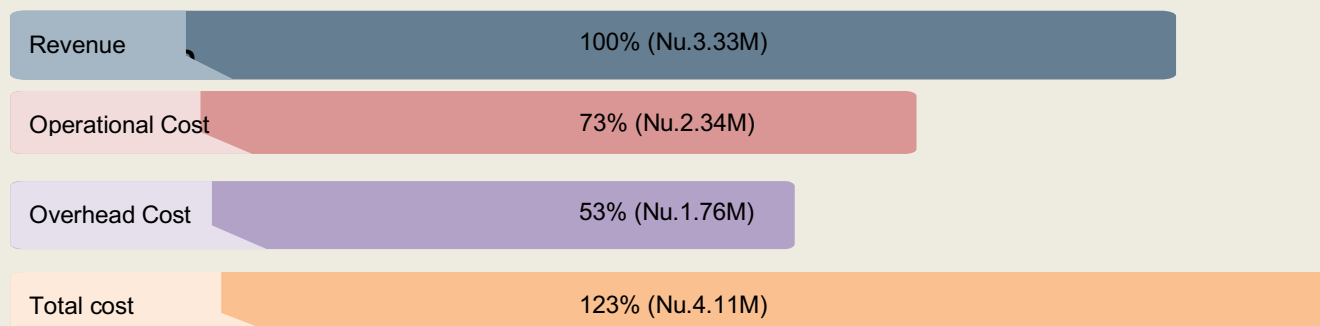 Revenue 100% (Nu.3.33M)
Operational Cost 73% (Nu.2.34M)
Overhead Cost 53% (Nu.1.76M)
Total cost 123% (Nu.4.11M)